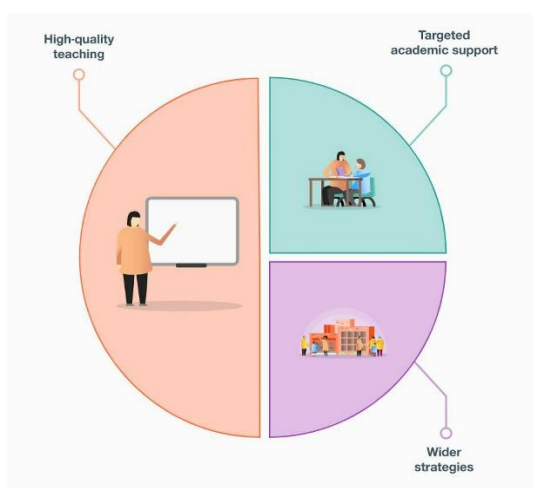 High-quality
teaching
Targeted
academic support
Wider
strategies